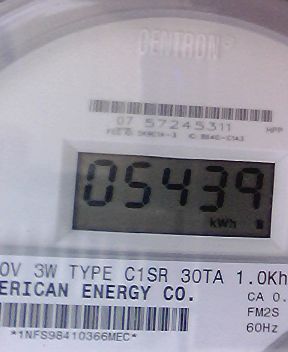 CENTRON®
07 57245311
HPP
05439
kWh
0V 3W TYPE C1SR 30TA 1.0Kh
ERICAN ENERGY CO.
CA 0.
FM2S
60Hz
*1NFS98410366MEC*